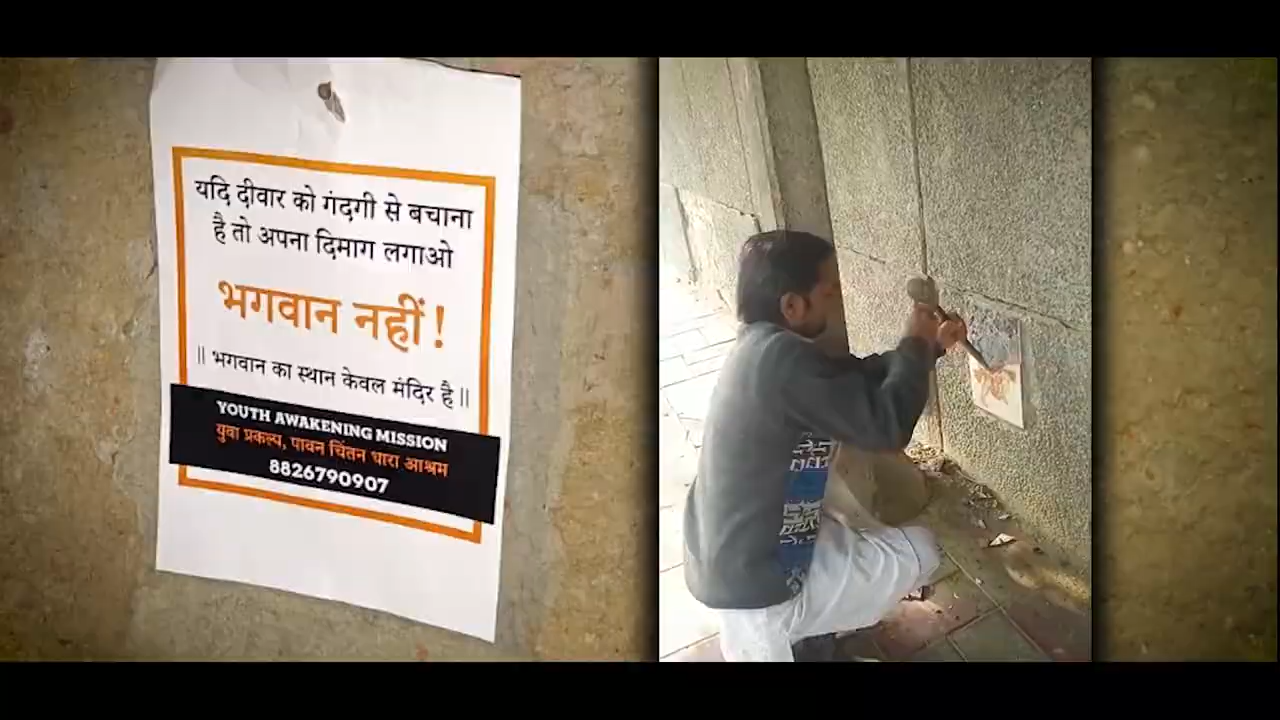 यदि दीवार को गंदगी से बचाना
है तो अपना दिमाग लगाओ
भगवान नहीं!
|| भगवान का स्थान केवल मंदिर है ||
YOUTH AWAKENING MISSION
युवा प्रकल्प, पावन चिंतन धारा आश्रम
8826790907